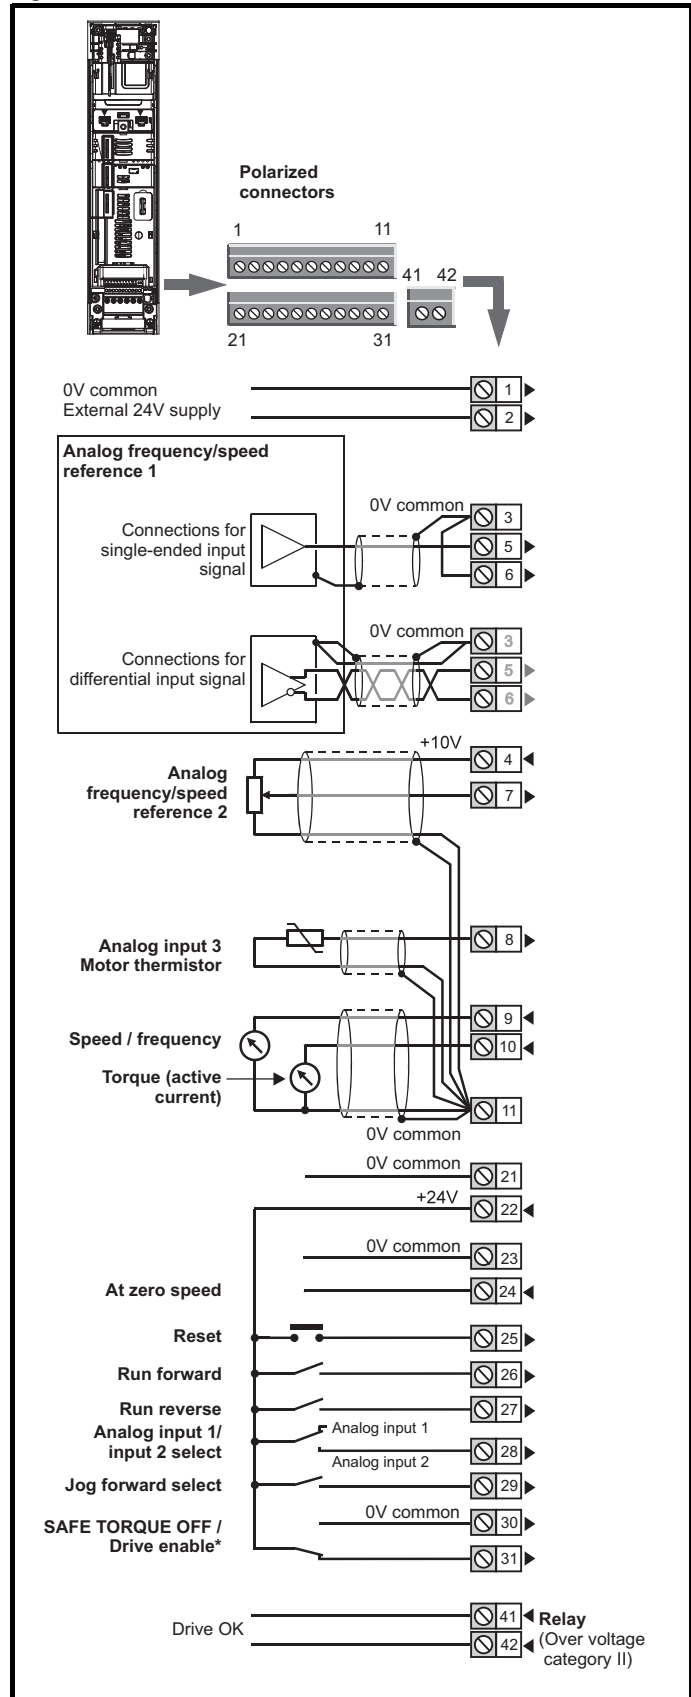 Polarized
connectors
1 11
41 42
21 31
0V common
External 24V supply
1
2
Analog frequency/speed
reference 1
Connections for
single-ended input
signal
0V common
3
5
6
Connections for
differential input signal
0V common
3
5
6
Analog
frequency/speed
reference 2
+10V
4
7
Analog input 3
Motor thermistor
8
Speed / frequency
9
10
Torque (active
current)
11
0V common
0V common
21
+24V
22
0V common
23
At zero speed
24
Reset
25
Run forward
26
Run reverse
27
Analog input 1/
input 2 select
Analog input 1
28
Analog input 2
Jog forward select
29
0V common
30
SAFE TORQUE OFF /
Drive enable*
31
Drive OK
41
42
Relay
(Over voltage
category II)